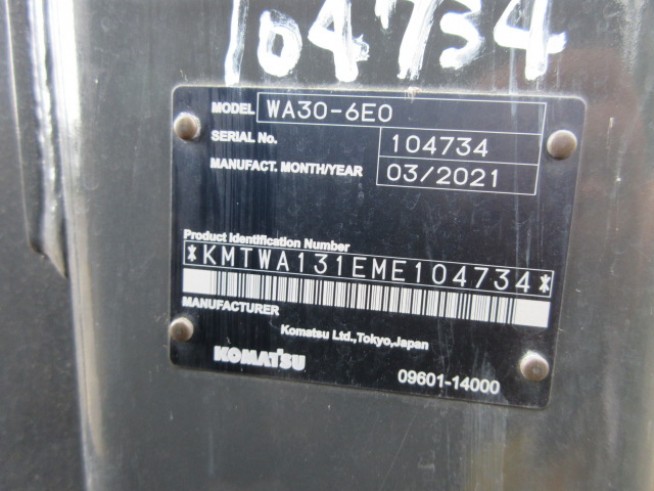 104734
MODEL WA30-6E0
SERIAL No. 104734
MANUFACT. MONTH/YEAR 03/2021
Product Identification Number
*KMTWA131EME104734*
MANUFACTURER
Komatsu Ltd.,Tokyo,Japan
KOMATSU
09601-14000